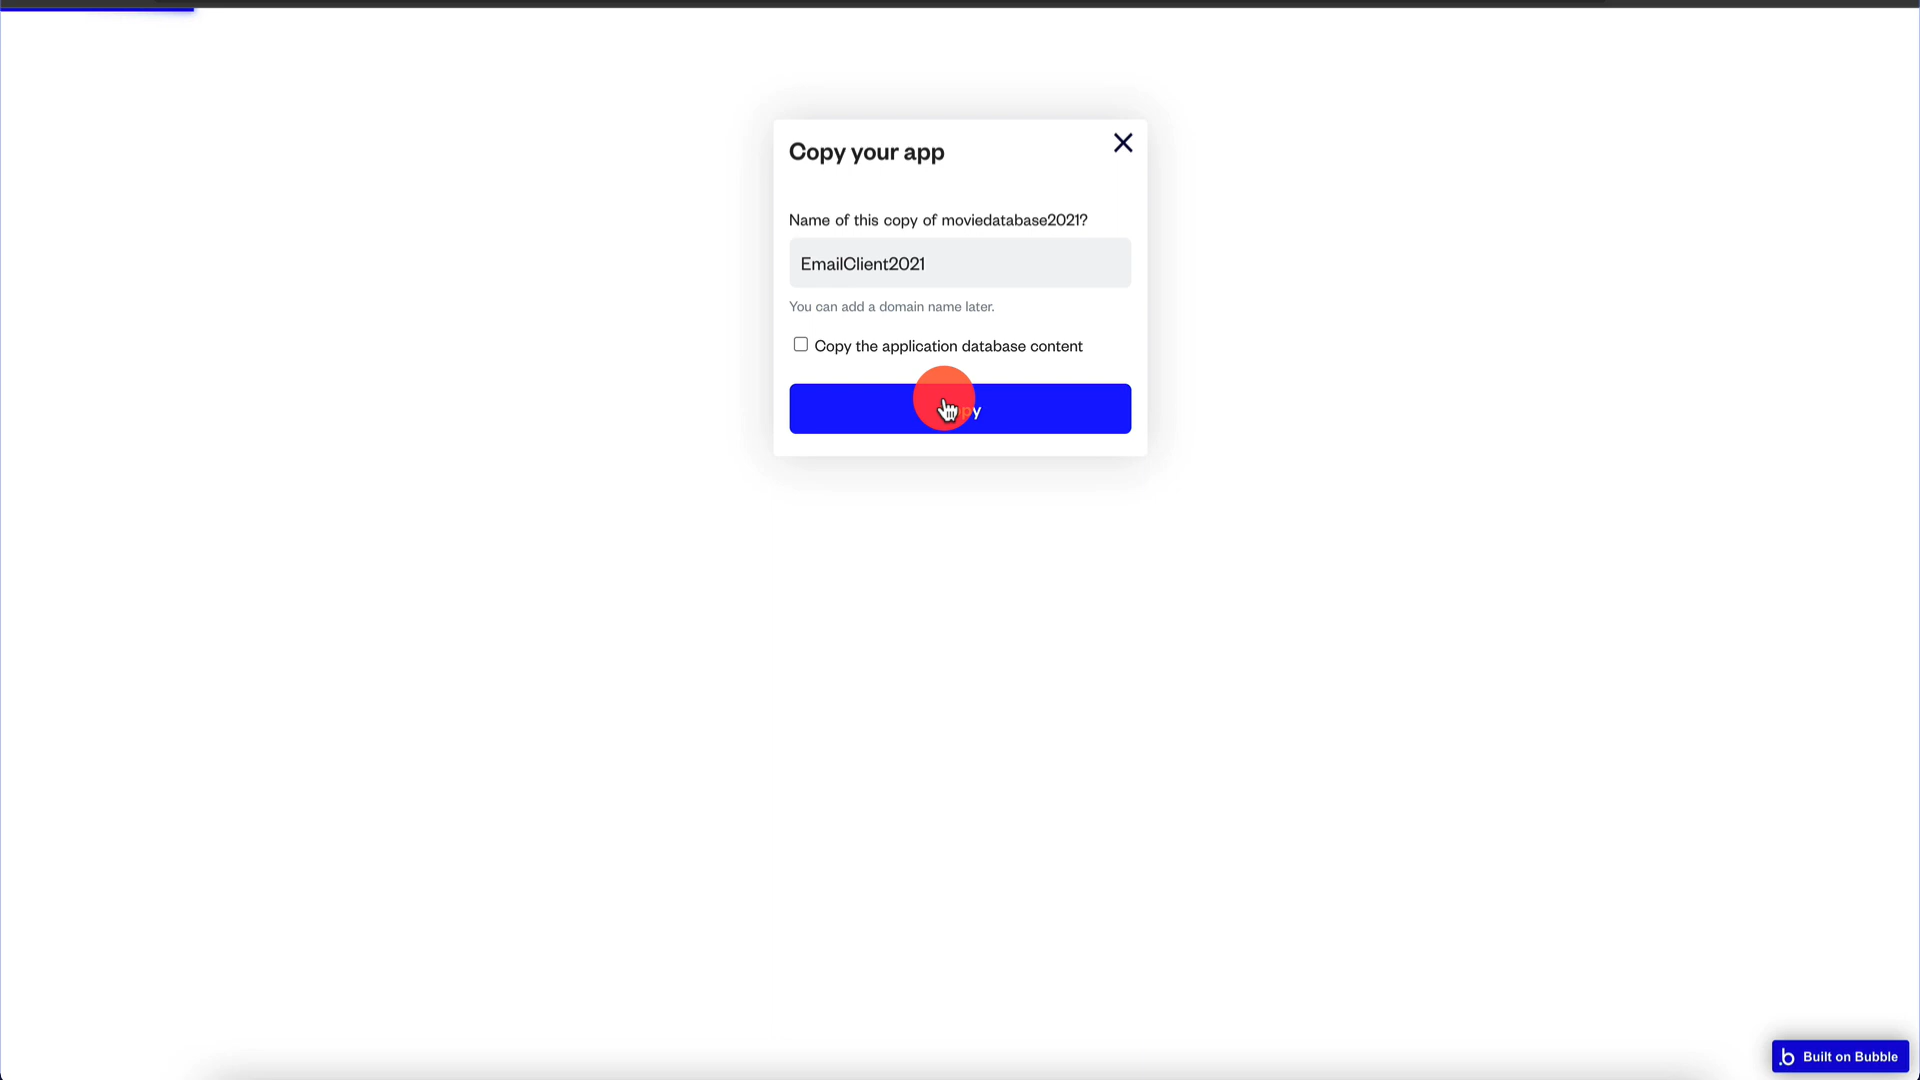 Copy your app
Name of this copy of moviedatabase2021?
EmailClient2021
You can add a domain name later.
Copy the application database content
Built on Bubble